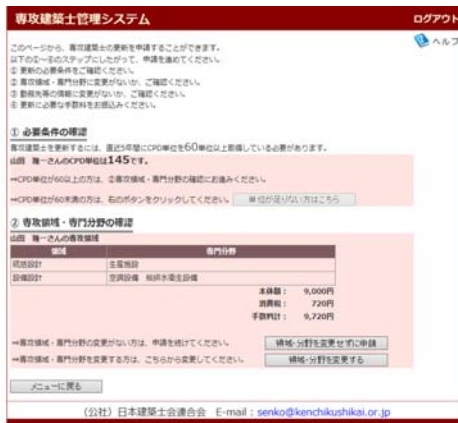 専攻建築士管理システム
ログアウト
ヘルプ
このページから、専攻建築士の更新を申請することができます。
以下の①～④のステップにしたがって、申請を進めてください。
① 更新の必要条件をご確認ください。
② 専攻領域・専門分野に変更がないか、ご確認ください。
③ 勤務先等の情報に変更がないか、ご確認ください。
④ 更新に必要な手数料をお振込みください。
① 必要条件の確認
専攻建築士を更新するには、直近5年間にCPD単位を60単位以上取得している必要があります。
山田 隆一さんのCPD単位は145です。
⇒CPD単位が60以上の方は、②専攻領域・専門分野の確認にお進みください。
⇒CPD単位が60未満の方は、右のボタンをクリックしてください。 単位が足りない方はこちら
② 専攻領域・専門分野の確認
山田 隆一さんの専攻領域
領域 専門分野
統括設計 生産施設
設備設計 空調設備 給排水衛生設備
本体額： 9,000円
消費税： 720円
手数料計： 9,720円
⇒専攻領域・専門分野の変更がない方は、申請を続けてください。 領域・分野を変更せずに申請
⇒専攻領域・専門分野を変更する方は、こちらから変更してください。 領域・分野を変更する
メニューに戻る
（公社）日本建築士会連合会 E-mail：senko@kenchikushikai.or.jp